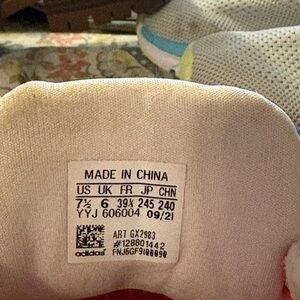 MADE IN CHINA
US UK FR JP CHN
7½ 6 39⅓ 245 240
YYJ 606004 09/21
ART GX2983
#128801442
adidas